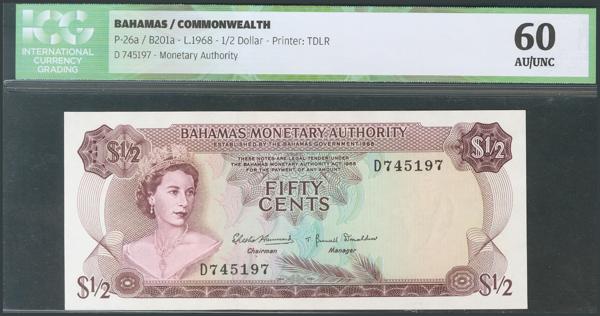 ICG
INTERNATIONAL
CURRENCY
GRADING
BAHAMAS / COMMONWEALTH
P-26a / B201a - L.1968 - 1/2 Dollar - Printer: TDLR
D 745197 - Monetary Authority
60
AU/UNC
$1/2
BAHAMAS MONETARY AUTHORITY
ESTABLISHED BY THE BAHAMAS GOVERNMENT 1968
$1/2
THESE NOTES ARE LEGAL TENDER UNDER
THE BAHAMAS MONETARY AUTHORITY ACT 1968
FOR THE PAYMENT OF ANY AMOUNT
D745197
FIFTY
CENTS
Chairman
T. Donaldson
Manager
D745197
$1/2
$1/2